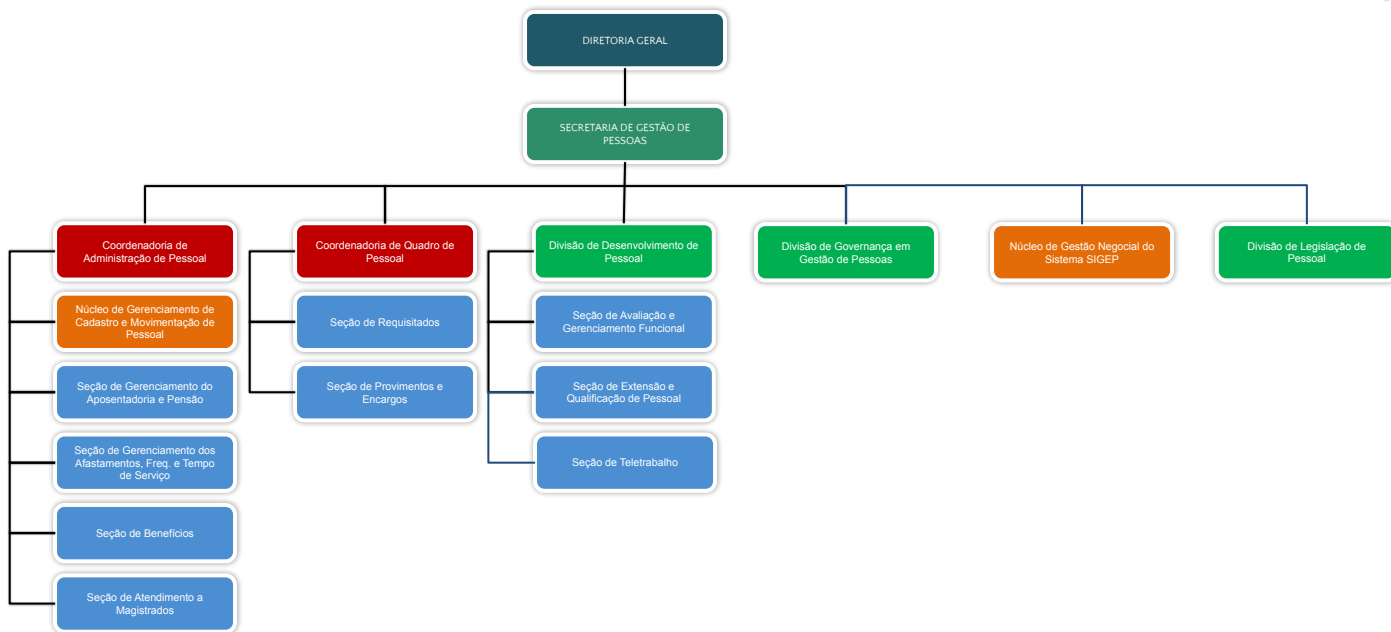 DIRETORIA GERAL
SECRETARIA DE GESTÃO DE
PESSOAS
Coordenadoria de
Administração de Pessoal
Coordenadoria de Quadro de
Pessoal
Divisão de Desenvolvimento de
Pessoal
Divisão de Governança em
Gestão de Pessoas
Núcleo de Gestão Negocial do
Sistema SIGEP
Divisão de Legislação de
Pessoal
Núcleo de Gerenciamento de
Cadastro e Movimentação de
Pessoal
Seção de Requisitados
Seção de Avaliação e
Gerenciamento Funcional
Seção de Gerenciamento do
Aposentadoria e Pensão
Seção de Provimentos e
Encargos
Seção de Extensão e
Qualificação de Pessoal
Seção de Gerenciamento dos
Afastamentos, Freq. e Tempo
de Serviço
Seção de Teletrabalho
Seção de Benefícios
Seção de Atendimento a
Magistrados